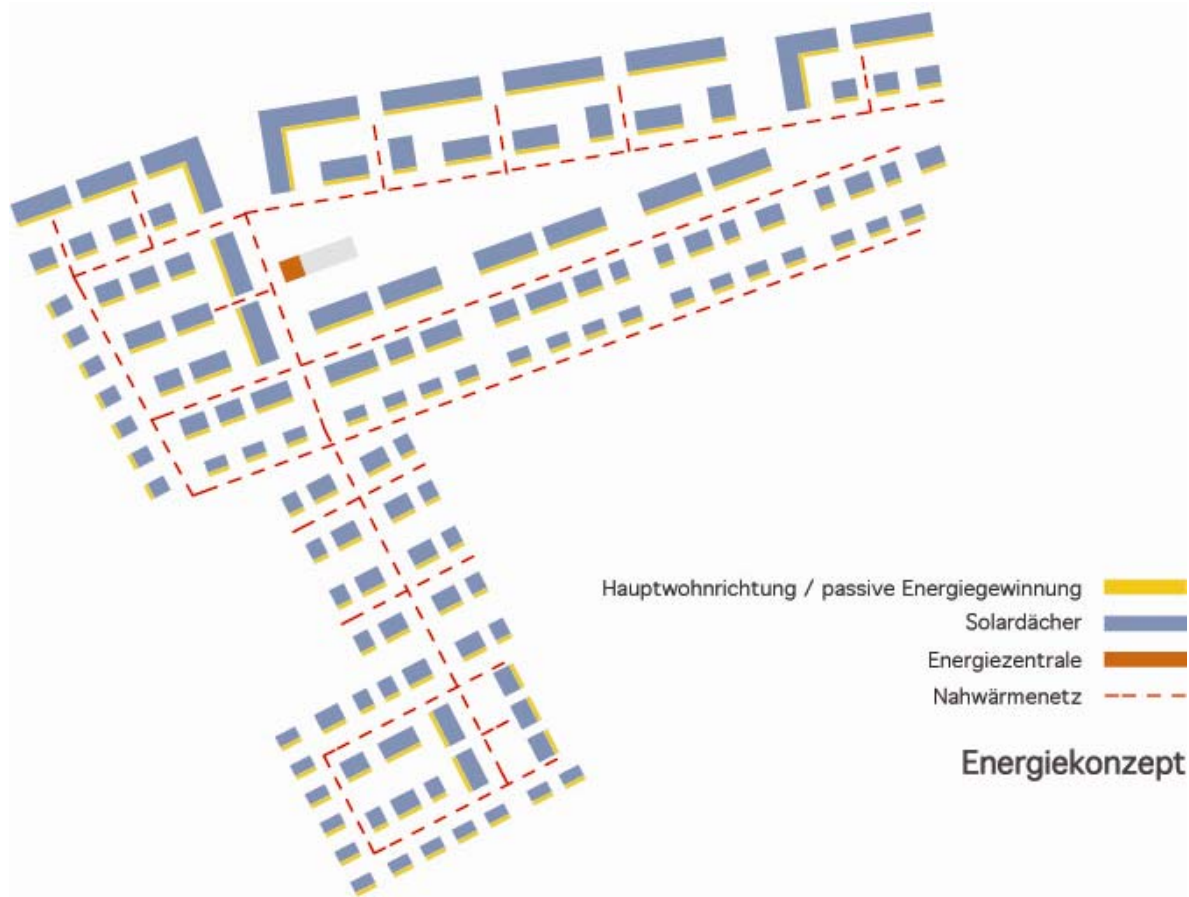 Hauptwohnrichtung / passive Energiegewinnung
Solardächer
Energiezentrale
Nahwärmenetz
Energiekonzept